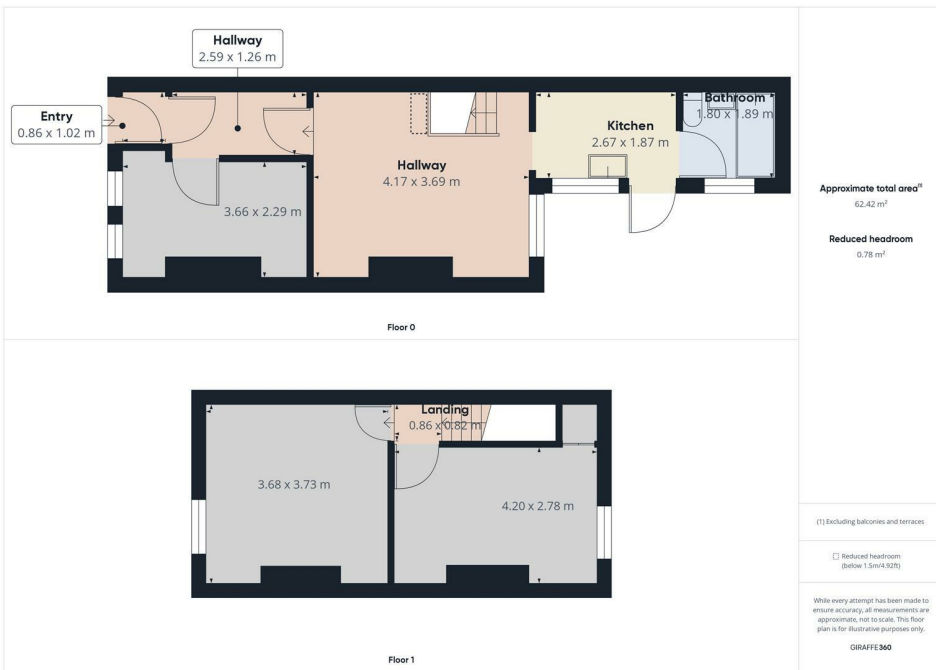 Hallway
2.59 x 1.26 m
Entry
0.86 x 1.02 m
Hallway
4.17 x 3.69 m
Kitchen
2.67 x 1.87 m
Bathroom
1.80 x 1.89 m
3.66 x 2.29 m
Floor 0
Landing
0.86 x 0.82 m
3.68 x 3.73 m
4.20 x 2.78 m
Floor 1
Approximate total area(1)
62.42 m²
Reduced headroom
0.78 m²
(1) Excluding balconies and terraces
Reduced headroom
(below 1.5m/4.92ft)
While every attempt has been made to
ensure accuracy, all measurements are
approximate, not to scale. This floor
plan is for illustrative purposes only.
GIRAFFE360